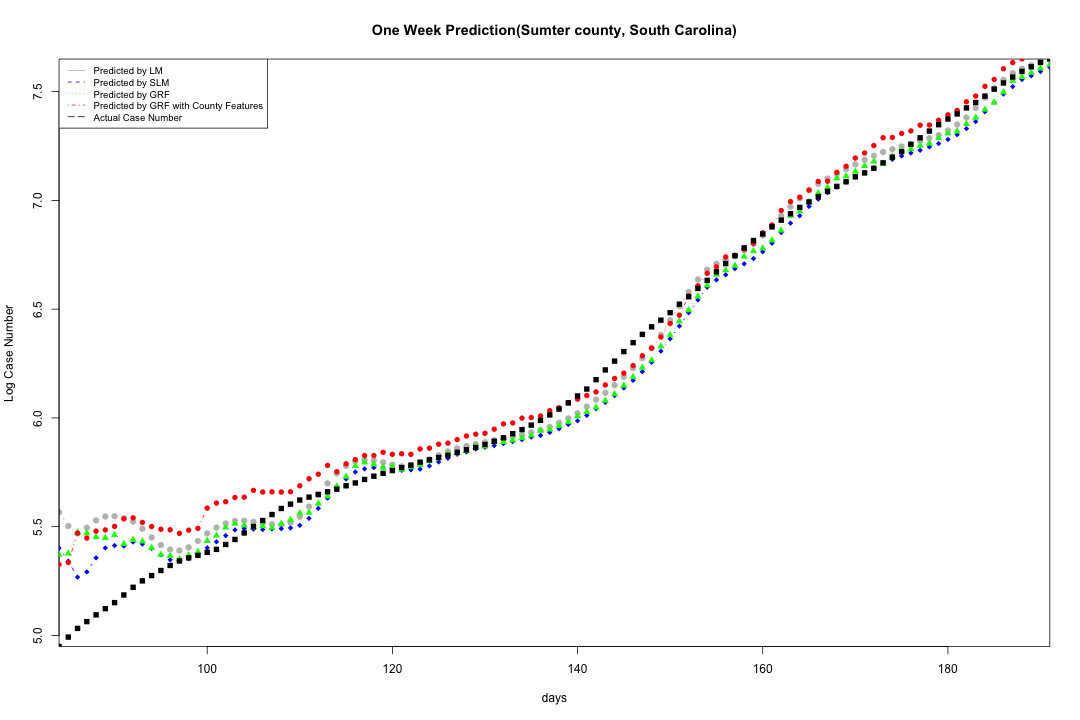 One Week Prediction(Sumter county, South Carolina)
Predicted by LM
Predicted by SLM
Predicted by GRF
Predicted by GRF with County Features
Actual Case Number
Log Case Number
7.5
7.0
6.5
6.0
5.5
5.0
100 120 140 160 180
days